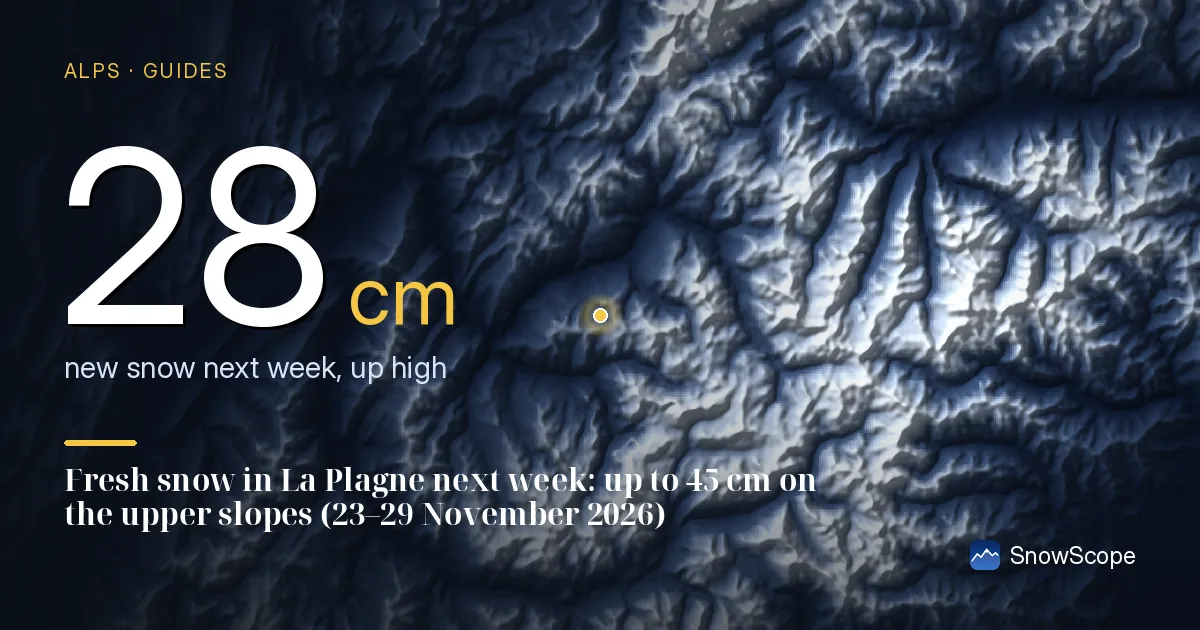 ALPS · GUIDES
28 cm
new snow next week, up high
Fresh snow in La Plagne next week: up to 45 cm on
the upper slopes (23–29 November 2026)
SnowScope